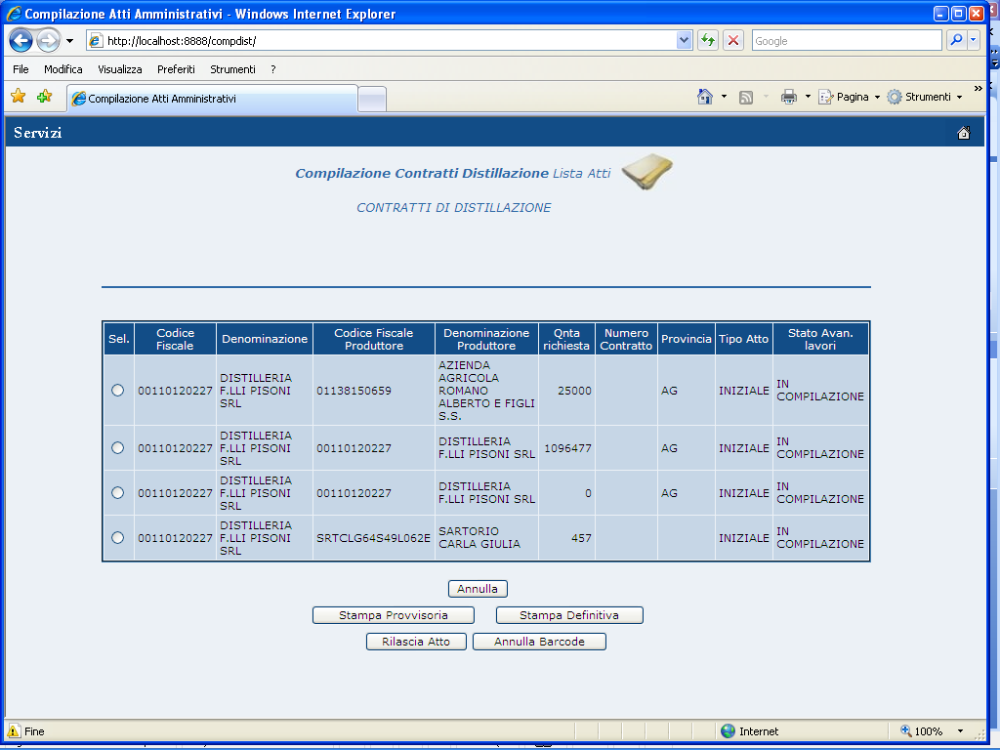 Compilazione Atti Amministrativi - Windows Internet Explorer
http://localhost:8888/compdist/
Google
File Modifica Visualizza Preferiti Strumenti ?
Compilazione Atti Amministrativi
Pagina Strumenti »
Servizi
Compilazione Contratti Distillazione Lista Atti
CONTRATTI DI DISTILLAZIONE
Sel. Codice Fiscale Denominazione Codice Fiscale Produttore Denominazione Produttore Qnta richiesta Numero Contratto Provincia Tipo Atto Stato Avan. lavori
00110120227 DISTILLERIA F.LLI PISONI SRL 01138150659 AZIENDA AGRICOLA ROMANO ALBERTO E FIGLI S.S. 25000 AG INIZIALE IN COMPILAZIONE
00110120227 DISTILLERIA F.LLI PISONI SRL 00110120227 DISTILLERIA F.LLI PISONI SRL 1096477 AG INIZIALE IN COMPILAZIONE
00110120227 DISTILLERIA F.LLI PISONI SRL 00110120227 DISTILLERIA F.LLI PISONI SRL 0 AG INIZIALE IN COMPILAZIONE
00110120227 DISTILLERIA F.LLI PISONI SRL SRTCLG64S49L062E SARTORIO CARLA GIULIA 457 INIZIALE IN COMPILAZIONE
Annulla
Stampa Provvisoria Stampa Definitiva
Rilascia Atto Annulla Barcode
Fine Internet 100%